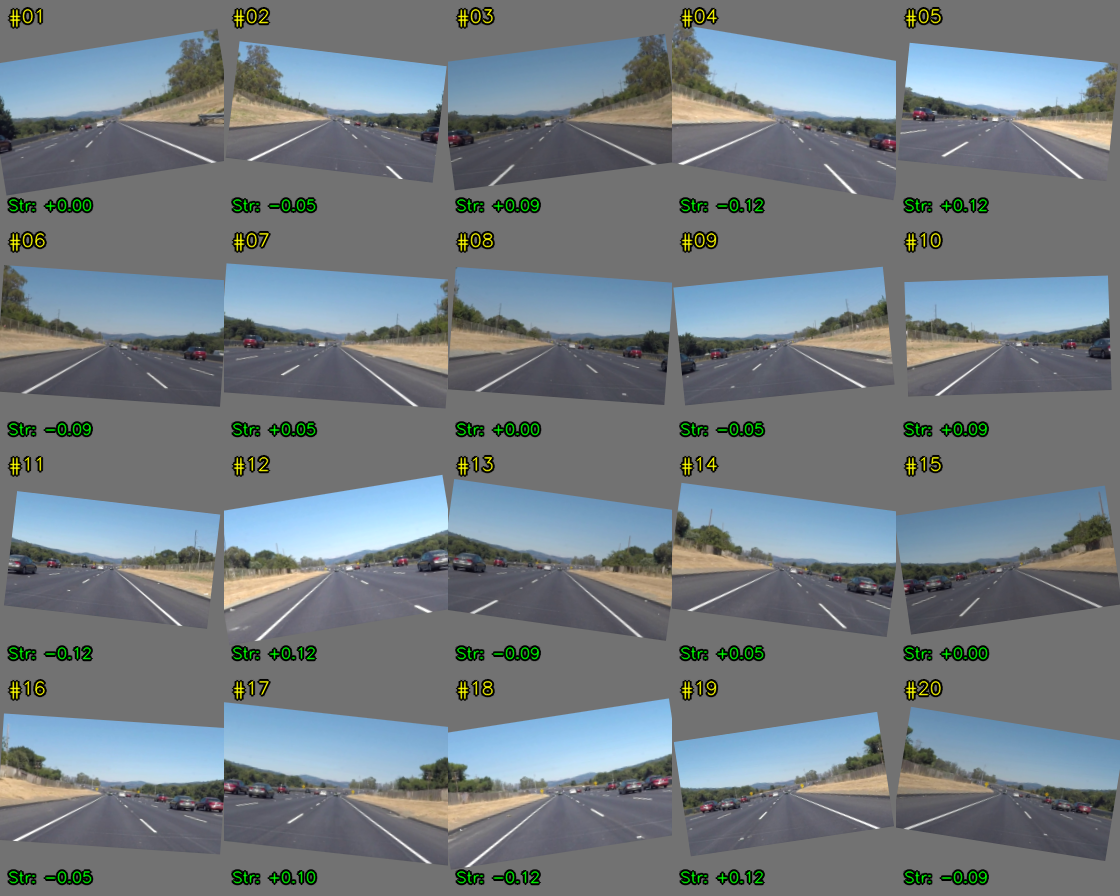 #01 #02 #03 #04 #05
Str: +0.00 Str: -0.05 Str: +0.09 Str: -0.12 Str: +0.12
#06 #07 #08 #09 #10
Str: -0.09 Str: +0.05 Str: +0.00 Str: -0.05 Str: +0.09
#11 #12 #13 #14 #15
Str: -0.12 Str: +0.12 Str: -0.09 Str: +0.05 Str: +0.00
#16 #17 #18 #19 #20
Str: -0.05 Str: +0.10 Str: -0.12 Str: +0.12 Str: -0.09